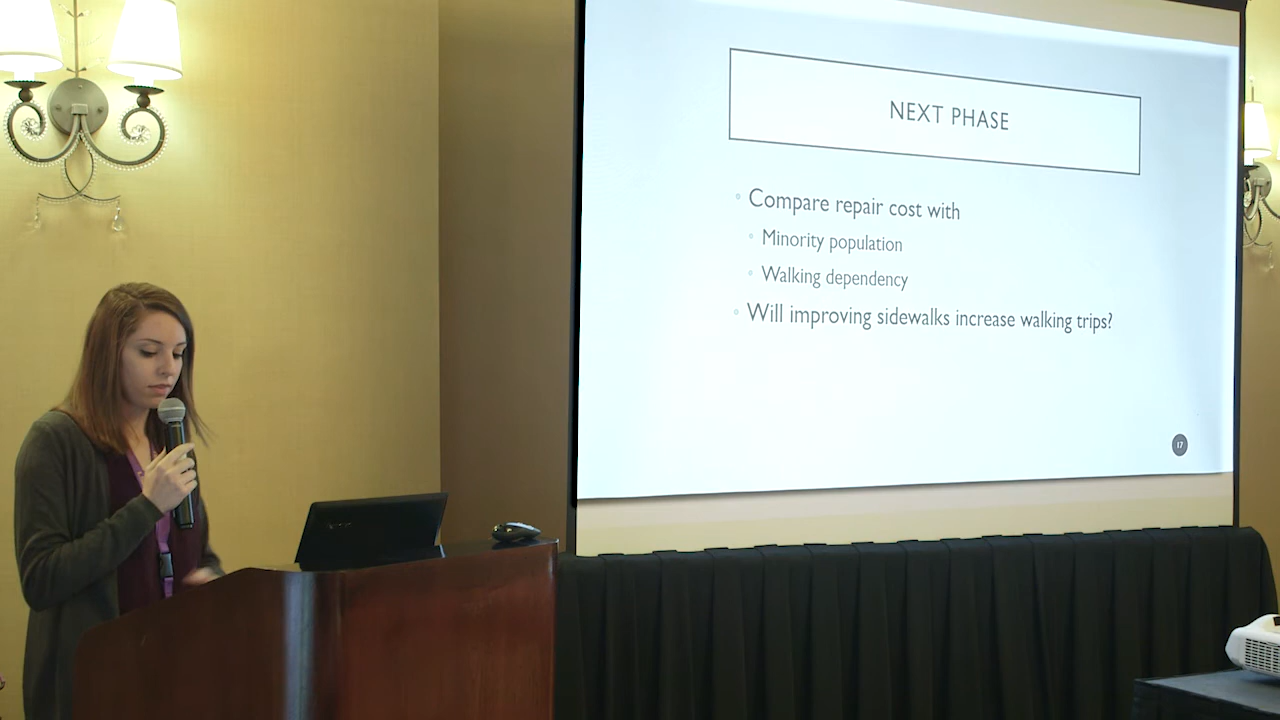 NEXT PHASE
Compare repair cost with
Minority population
Walking dependency
Will improving sidewalks increase walking trips?
17